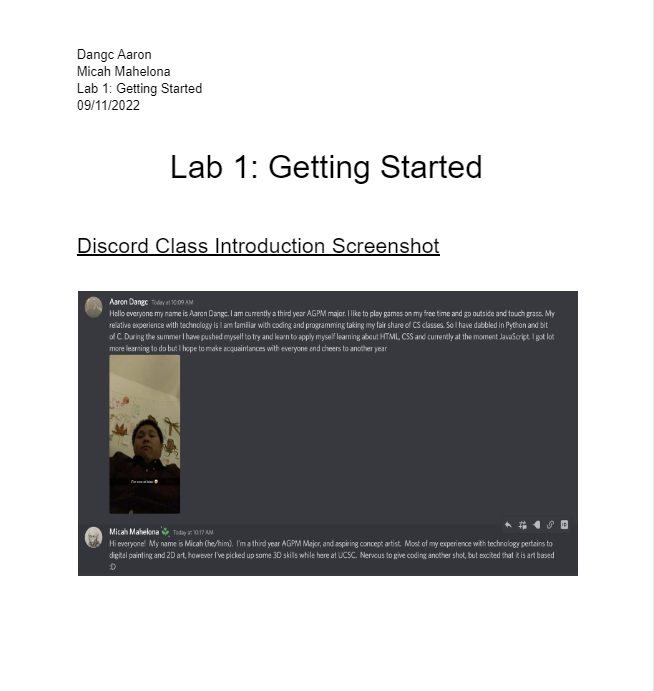 Dangc Aaron
Micah Mahelona
Lab 1: Getting Started
09/11/2022
Lab 1: Getting Started
Discord Class Introduction Screenshot
Aaron Dangc Today at 10:09 AM
Hello everyone my name is Aaron Dangc. I am currently a third year AGPM major. I like to play games on my free time and go outside and touch grass. My
relative experience with technology is I am familiar with coding and programming taking my fair share of CS classes. So I have dabbled in Python and bit
of C. During the summer I have pushed myself to try and learn to apply myself learning about HTML, CSS and currently at the moment JavaScript. I got lot
more learning to do but I hope to make acquaintances with everyone and cheers to another year
Micah Mahelona Today at 10:17 AM
Hi everyone! My name is Micah (he/him). I'm a third year AGPM Major, and aspiring concept artist. Most of my experience with technology pertains to
digital painting and 2D art, however I've picked up some 3D skills while here at UCSC. Nervous to give coding another shot, but excited that it is art based
:D